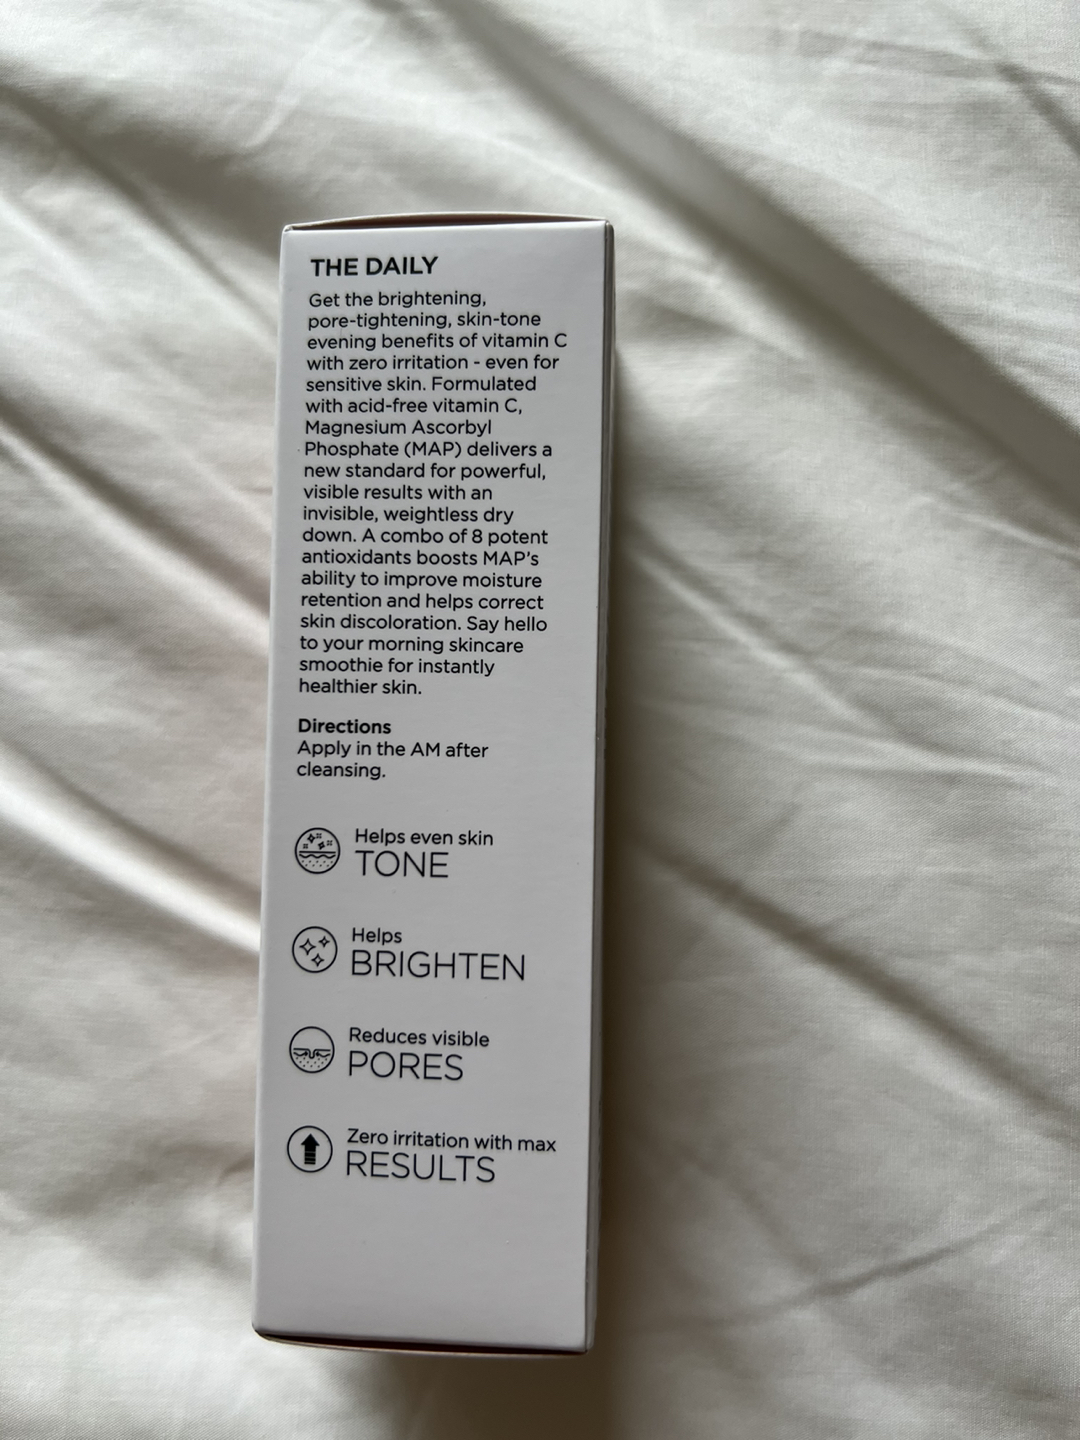 THE DAILY
Get the brightening,
pore-tightening, skin-tone
evening benefits of vitamin C
with zero irritation - even for
sensitive skin. Formulated
with acid-free vitamin C,
Magnesium Ascorbyl
Phosphate (MAP) delivers a
new standard for powerful,
visible results with an
invisible, weightless dry
down. A combo of 8 potent
antioxidants boosts MAP's
ability to improve moisture
retention and helps correct
skin discoloration. Say hello
to your morning skincare
smoothie for instantly
healthier skin.
Directions
Apply in the AM after
cleansing.
Helps even skin
TONE
Helps
BRIGHTEN
Reduces visible
PORES
Zero irritation with max
RESULTS